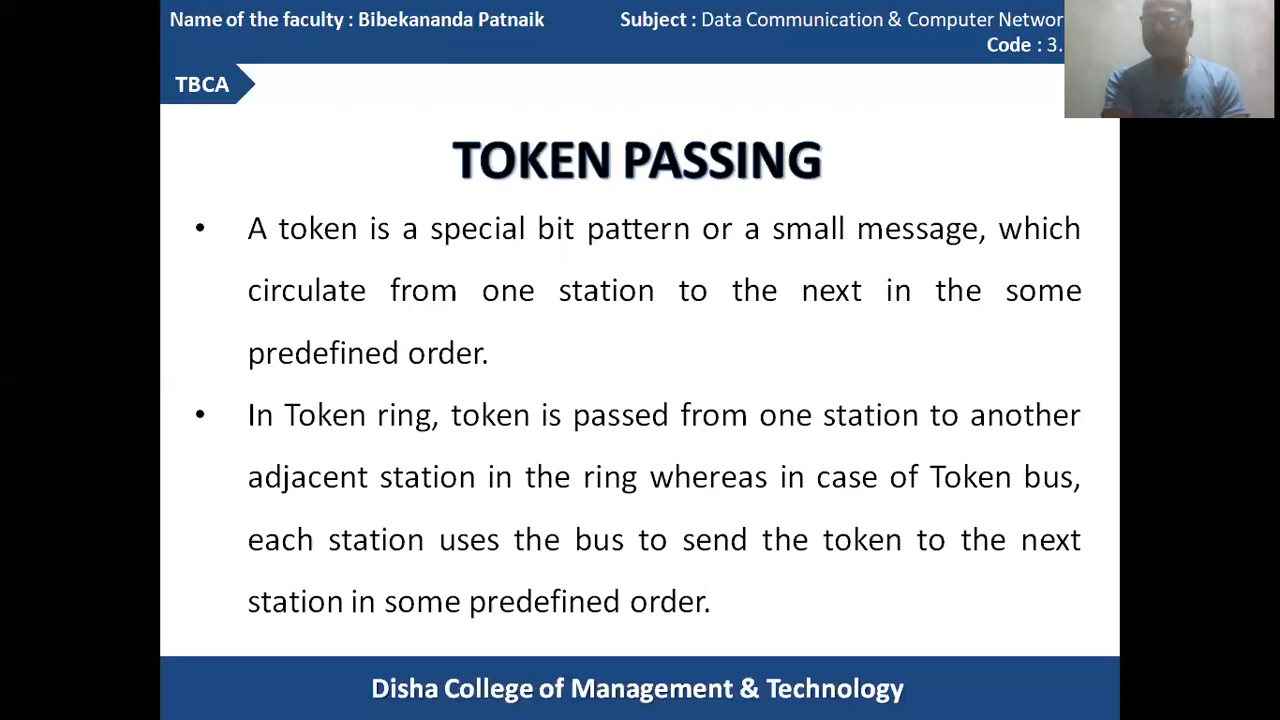 Name of the faculty : Bibekananda Patnaik
Subject : Data Communication & Computer Networ
Code : 3.
TBCA
TOKEN PASSING
• A token is a special bit pattern or a small message, which
circulate from one station to the next in the some
predefined order.
• In Token ring, token is passed from one station to another
adjacent station in the ring whereas in case of Token bus,
each station uses the bus to send the token to the next
station in some predefined order.
Disha College of Management & Technology